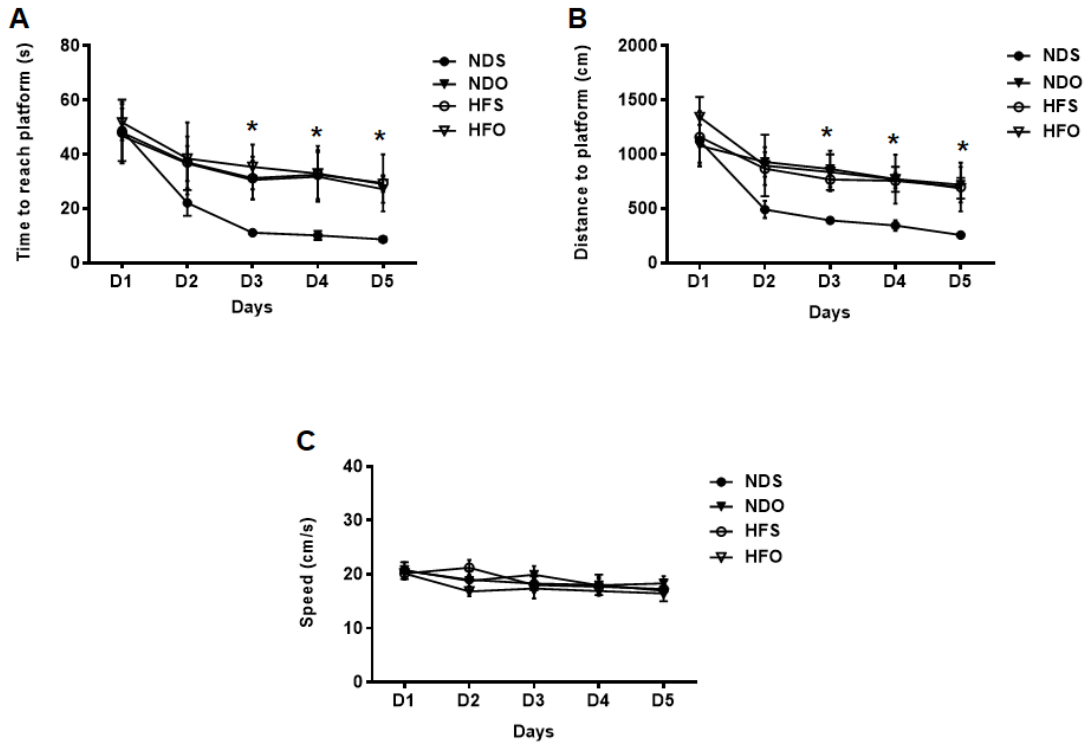 A
Time to reach platform (s)
80
60
40
20
0
* * *
D1 D2 D3 D4 D5
Days
NDS
NDO
HFS
HFO
B
Distance to platform (cm)
2000
1500
1000
500
0
* * *
D1 D2 D3 D4 D5
Days
NDS
NDO
HFS
HFO
C
Speed (cm/s)
40
30
20
10
0
D1 D2 D3 D4 D5
Days
NDS
NDO
HFS
HFO